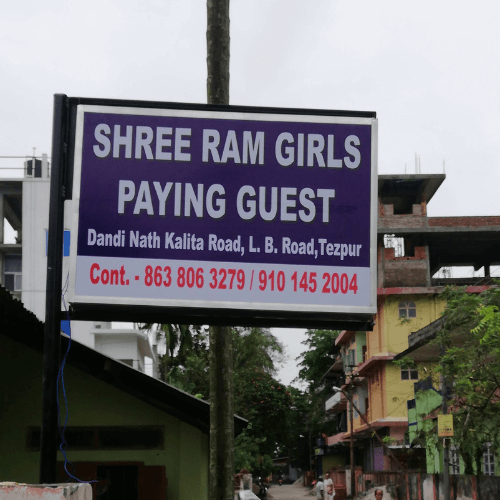 SHREE RAM GIRLS
PAYING GUEST
Dandi Nath Kalita Road, L. B. Road,Tezpur
Cont. - 863 806 3279 / 910 145 2004